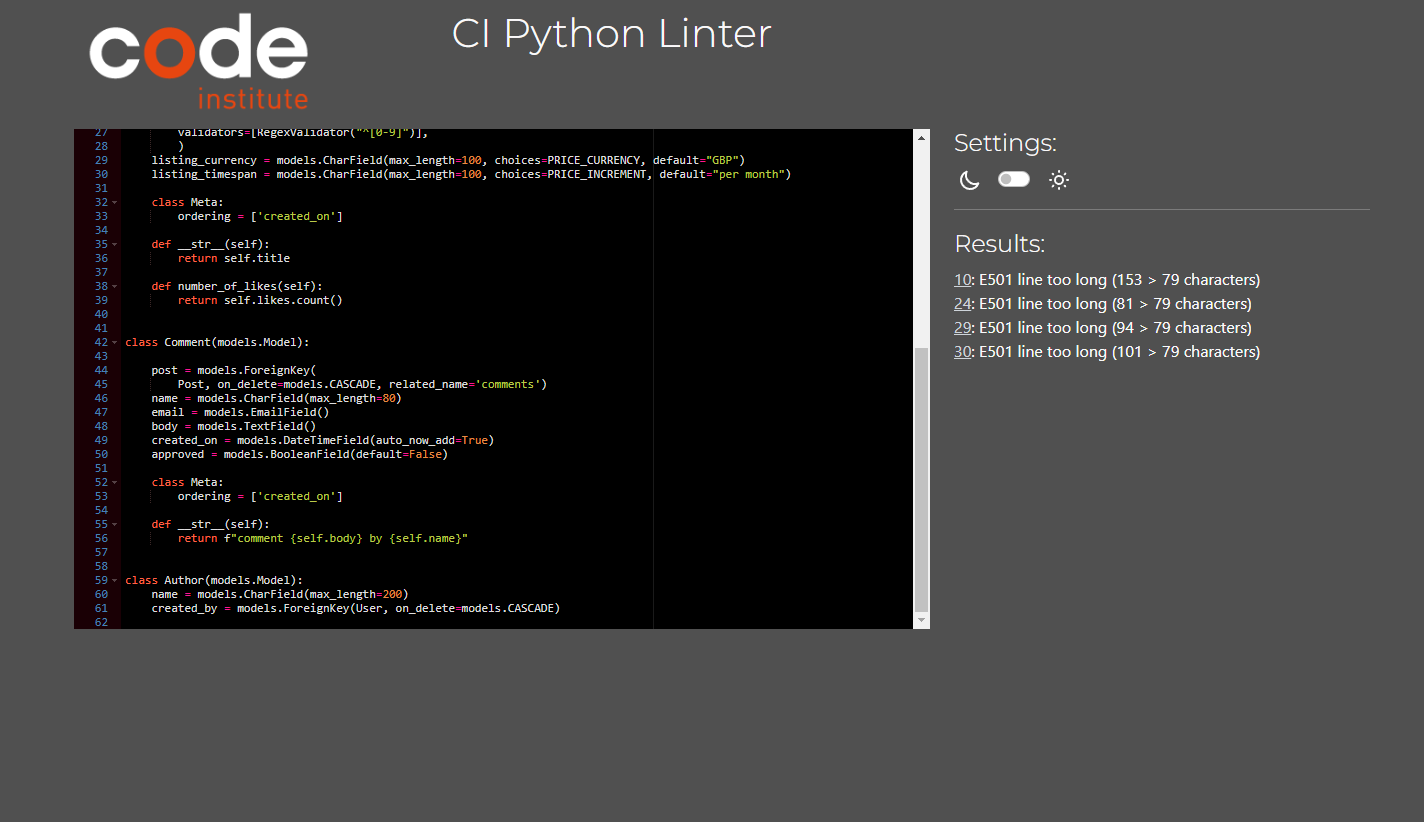 code
institute
CI Python Linter
27 validators=[RegexValidator("^[0-9]")],
28 )
29 listing_currency = models.CharField(max_length=100, choices=PRICE_CURRENCY, default="GBP")
30 listing_timespan = models.CharField(max_length=100, choices=PRICE_INCREMENT, default="per month")
31
32 class Meta:
33 ordering = ['created_on']
34
35 def __str__(self):
36 return self.title
37
38 def number_of_likes(self):
39 return self.likes.count()
40
41
42 class Comment(models.Model):
43
44 post = models.ForeignKey(
45 Post, on_delete=models.CASCADE, related_name='comments')
46 name = models.CharField(max_length=80)
47 email = models.EmailField()
48 body = models.TextField()
49 created_on = models.DateTimeField(auto_now_add=True)
50 approved = models.BooleanField(default=False)
51
52 class Meta:
53 ordering = ['created_on']
54
55 def __str__(self):
56 return f"comment {self.body} by {self.name}"
57
58
59 class Author(models.Model):
60 name = models.CharField(max_length=200)
61 created_by = models.ForeignKey(User, on_delete=models.CASCADE)
62
Settings:
Results:
10: E501 line too long (153 > 79 characters)
24: E501 line too long (81 > 79 characters)
29: E501 line too long (94 > 79 characters)
30: E501 line too long (101 > 79 characters)